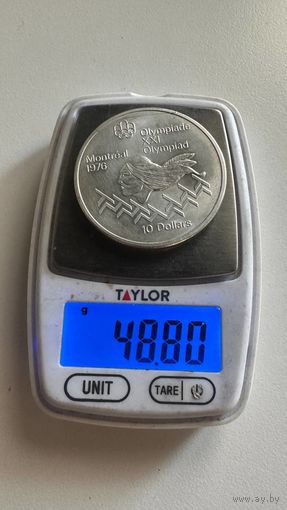 Olympiade
XXI
Olympiad
Montréal
1976
10 Dollars
TAYLOR
g
48.80
UNIT
TARE
www.ay.by